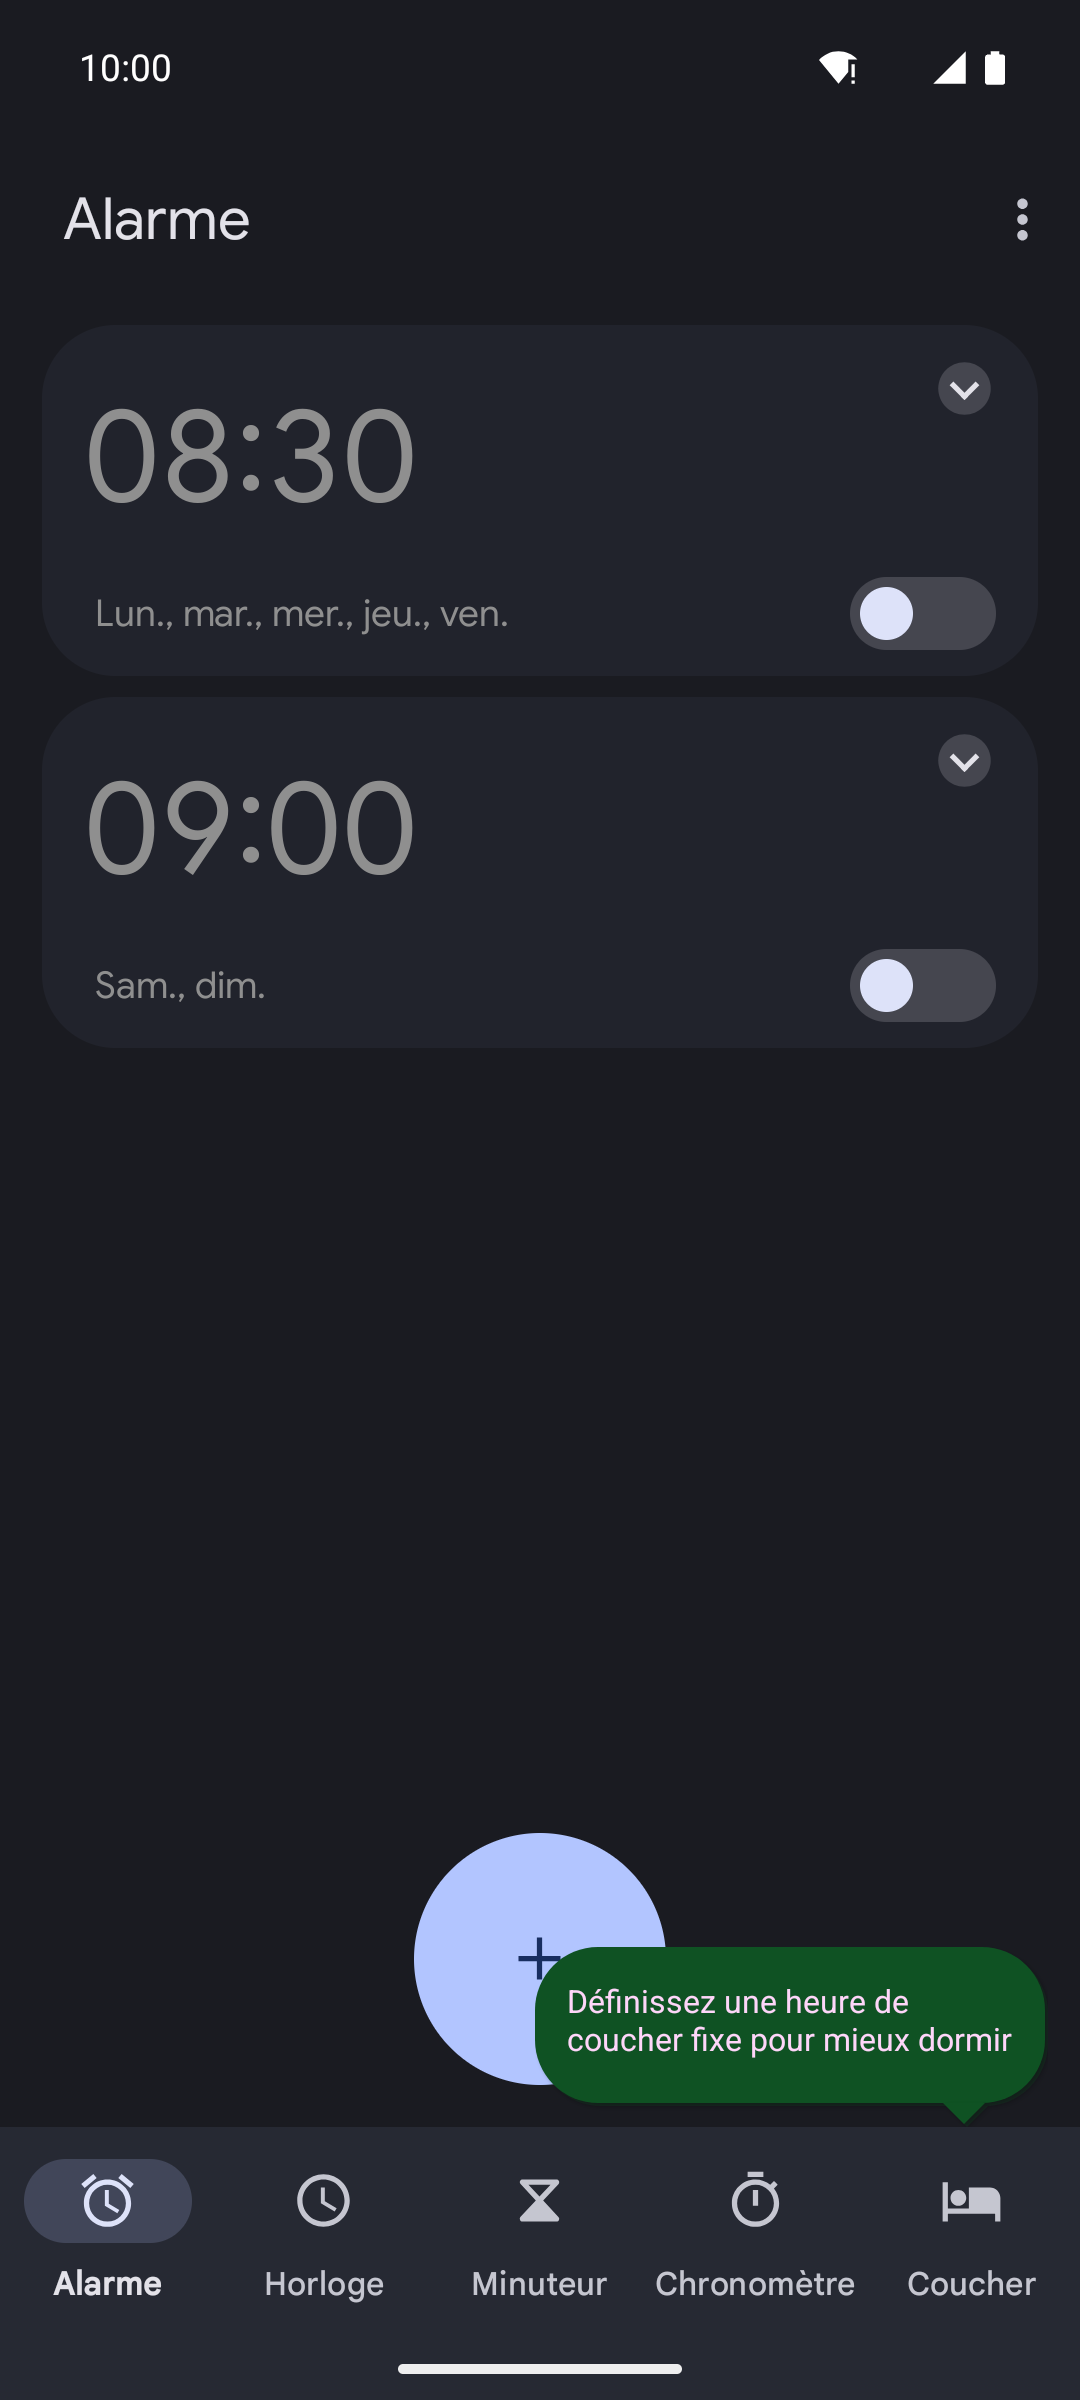 10:00
Alarme
08:30
Lun., mar., mer., jeu., ven.
09:00
Sam., dim.
Définissez une heure de
coucher fixe pour mieux dormir
Alarme
Horloge
Minuteur
Chronomètre
Coucher